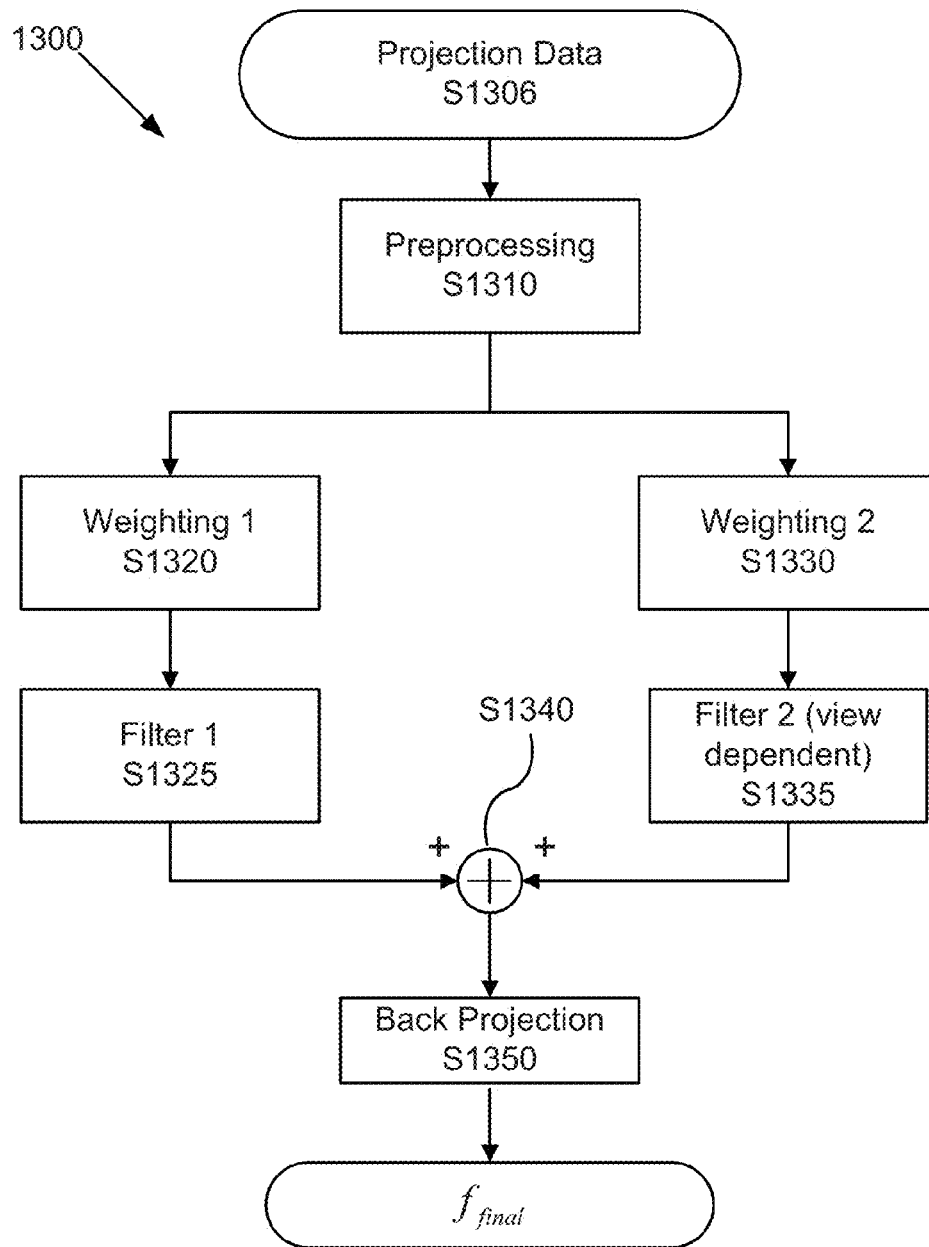 1300
Projection Data
S1306
Preprocessing
S1310
Weighting 1
S1320
Weighting 2
S1330
Filter 1
S1325
S1340
Filter 2 (view
dependent)
S1335
+ +
Back Projection
S1350
f final